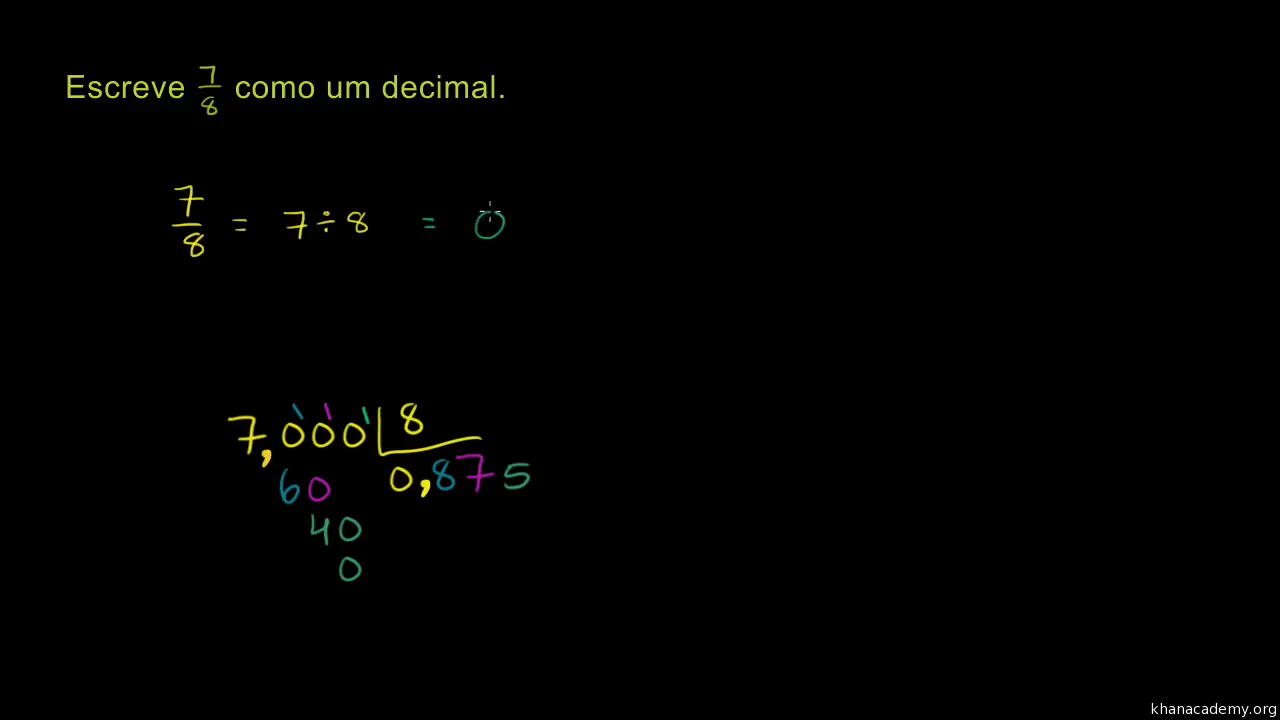 Escreve 7/8 como um decimal.
7/8 = 7 ÷ 8 = 0
7,000 8
60 0,875
40
0
khanacademy.org